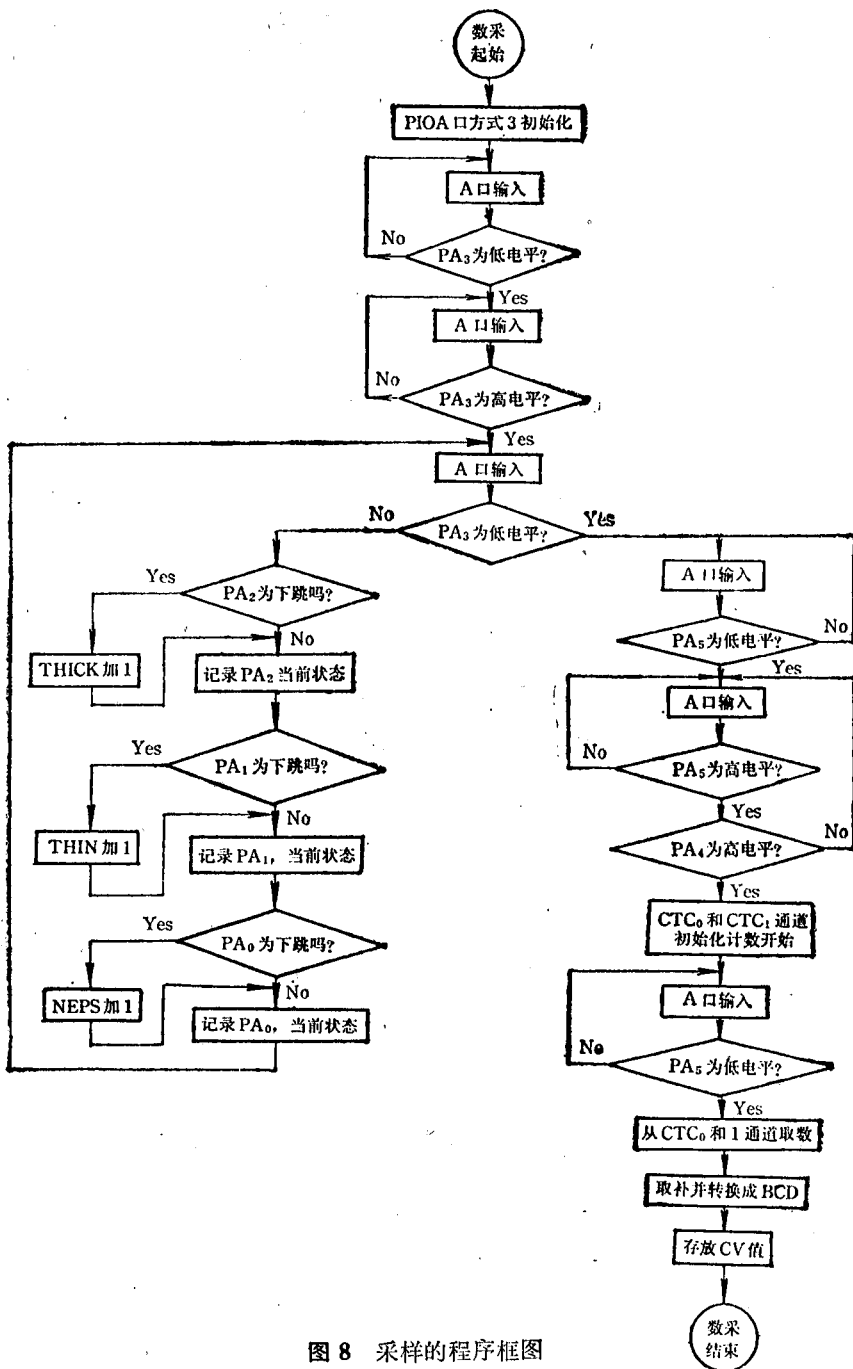 数采
起始
PIOA口方式3初始化
A口输入
No
PA₃为低电平?
Yes
A口输入
No
PA₃为高电平?
Yes
A口输入
No
PA₃为低电平?
Yes
Yes
PA₂为下跳吗?
No
THICK加1
记录PA₂当前状态
Yes
PA₁为下跳吗?
No
THIN加1
记录PA₁,当前状态
Yes
PA₀为下跳吗?
No
NEPS加1
记录PA₀,当前状态
A口输入
No
PA₅为低电平?
Yes
A口输入
No
PA₅为高电平?
Yes
No
PA₄为高电平?
Yes
CTC₀和CTC₁通道
初始化计数开始
A口输入
No
PA₅为低电平?
Yes
从CTC₀和1通道取数
取补并转换成BCD
存放CV值
数采
结束
图8 采样的程序框图